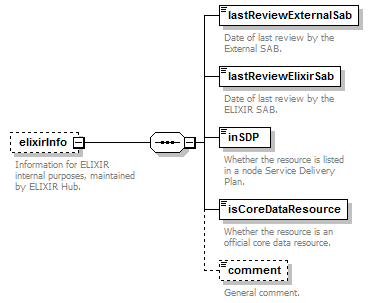 lastReviewExternalSab
Date of last review by the
External SAB.
lastReviewElixirSab
Date of last review by the
ELIXIR SAB.
elixirInfo
Information for ELIXIR
internal purposes, maintained
by ELIXIR Hub.
inSDP
Whether the resource is listed
in a node Service Delivery
Plan.
isCoreDataResource
Whether the resource is an
official core data resource.
comment
General comment.